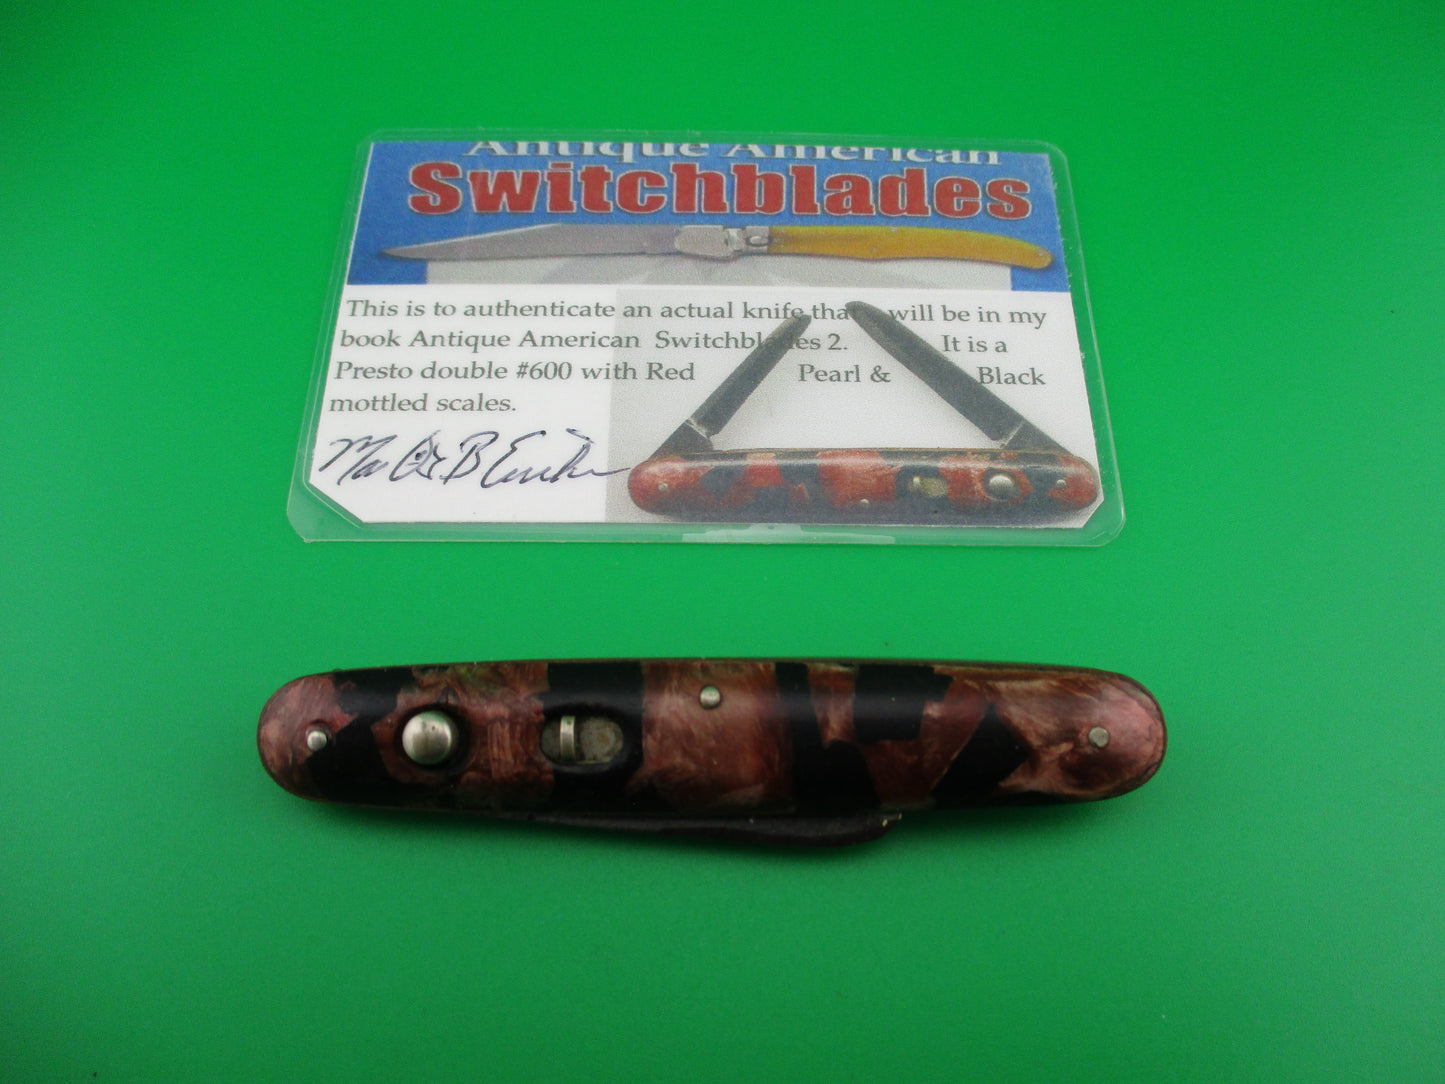 Antique American
Switchblades
This is to authenticate an actual knife that will be in my
book Antique American Switchblades 2. It is a
Presto double #600 with Red Pearl & Black
mottled scales.